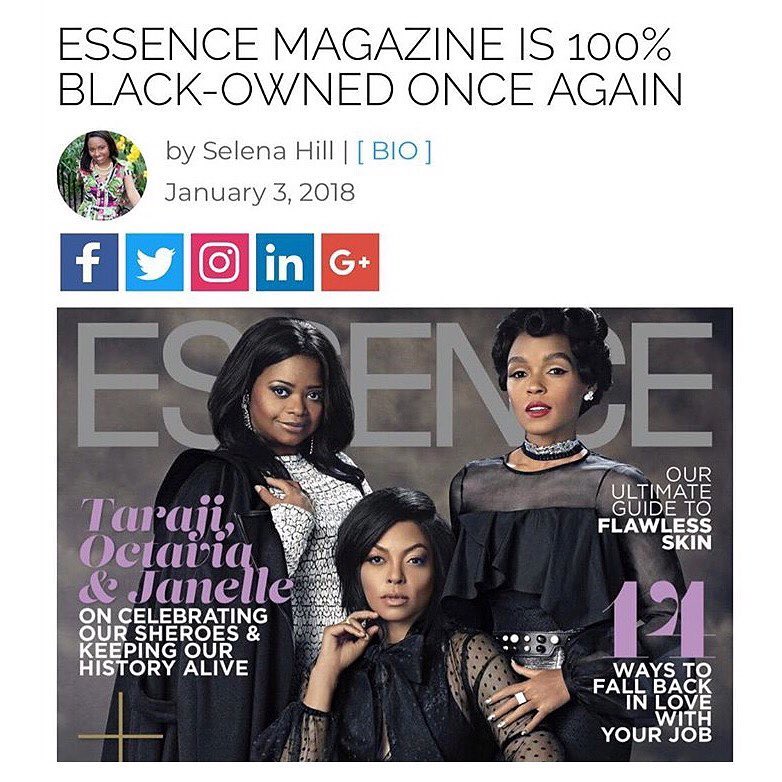 ESSENCE MAGAZINE IS 100%
BLACK-OWNED ONCE AGAIN
by Selena Hill | [ BIO ]
January 3, 2018
f in G+
ESSENCE
Taraji,
Octavia
& Janelle
ON CELEBRATING
OUR SHEROES &
KEEPING OUR
HISTORY ALIVE
OUR
ULTIMATE
GUIDE TO
FLAWLESS
SKIN
14
WAYS TO
FALL BACK
IN LOVE
WITH
YOUR JOB